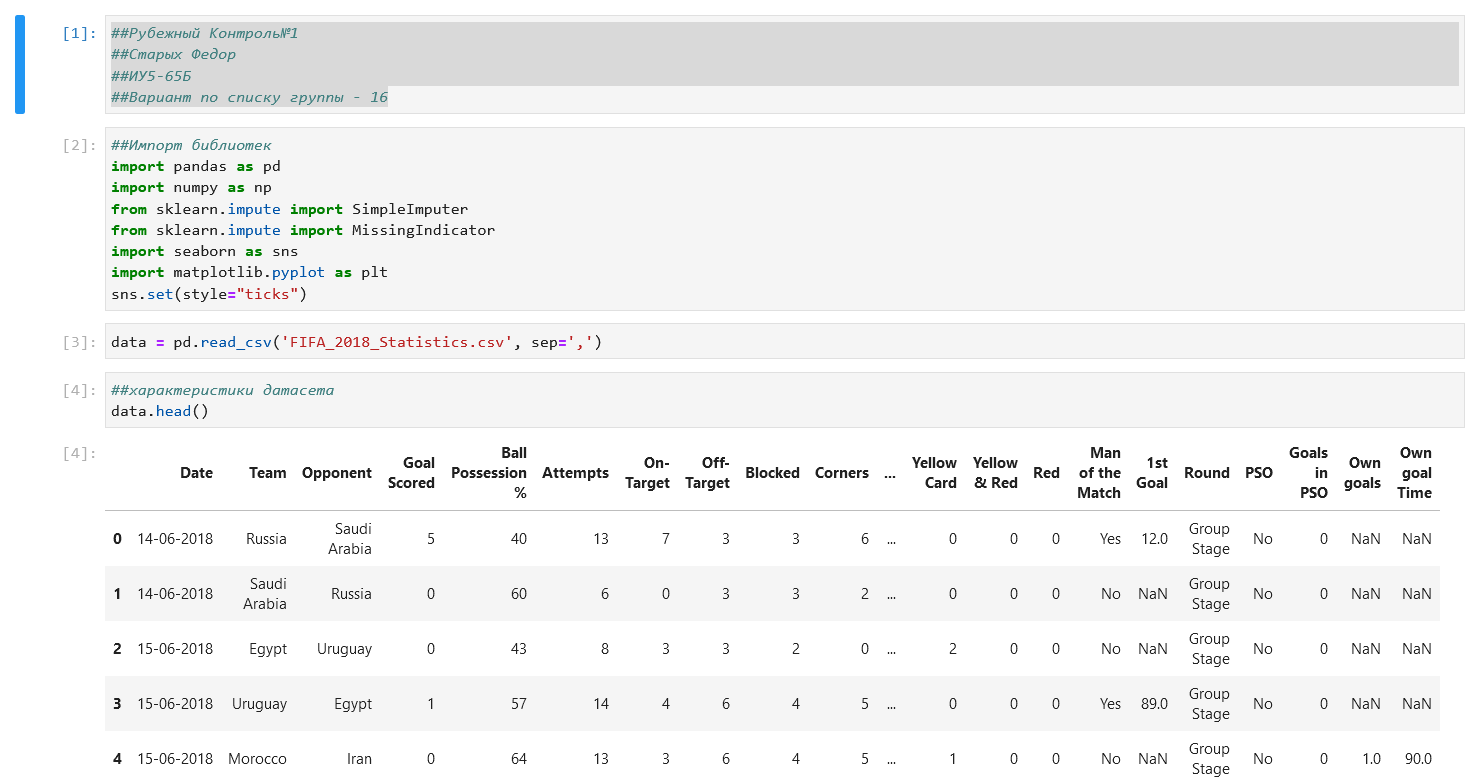 [1]: ##Рубежный Контроль№1
##Старых Федор
##ИУ5-65Б
##Вариант по списку группы - 16
[2]: ##Импорт библиотек
import pandas as pd
import numpy as np
from sklearn.impute import SimpleImputer
from sklearn.impute import MissingIndicator
import seaborn as sns
import matplotlib.pyplot as plt
sns.set(style="ticks")
[3]: data = pd.read_csv('FIFA_2018_Statistics.csv', sep=',')
[4]: ##характеристики датасета
data.head()
[4]:
Date Team Opponent Goal Scored Ball Possession % Attempts On-Target Off-Target Blocked Corners ... Yellow Card Yellow & Red Red Man of the Match 1st Goal Round PSO Goals in PSO Own goals Own goal Time
0 14-06-2018 Russia Saudi Arabia 5 40 13 7 3 3 6 ... 0 0 0 Yes 12.0 Group Stage No 0 NaN NaN
1 14-06-2018 Saudi Arabia Russia 0 60 6 0 3 3 2 ... 0 0 0 No NaN Group Stage No 0 NaN NaN
2 15-06-2018 Egypt Uruguay 0 43 8 3 3 2 0 ... 2 0 0 No NaN Group Stage No 0 NaN NaN
3 15-06-2018 Uruguay Egypt 1 57 14 4 6 4 5 ... 0 0 0 Yes 89.0 Group Stage No 0 NaN NaN
4 15-06-2018 Morocco Iran 0 64 13 3 6 4 5 ... 1 0 0 No NaN Group Stage No 0 1.0 90.0